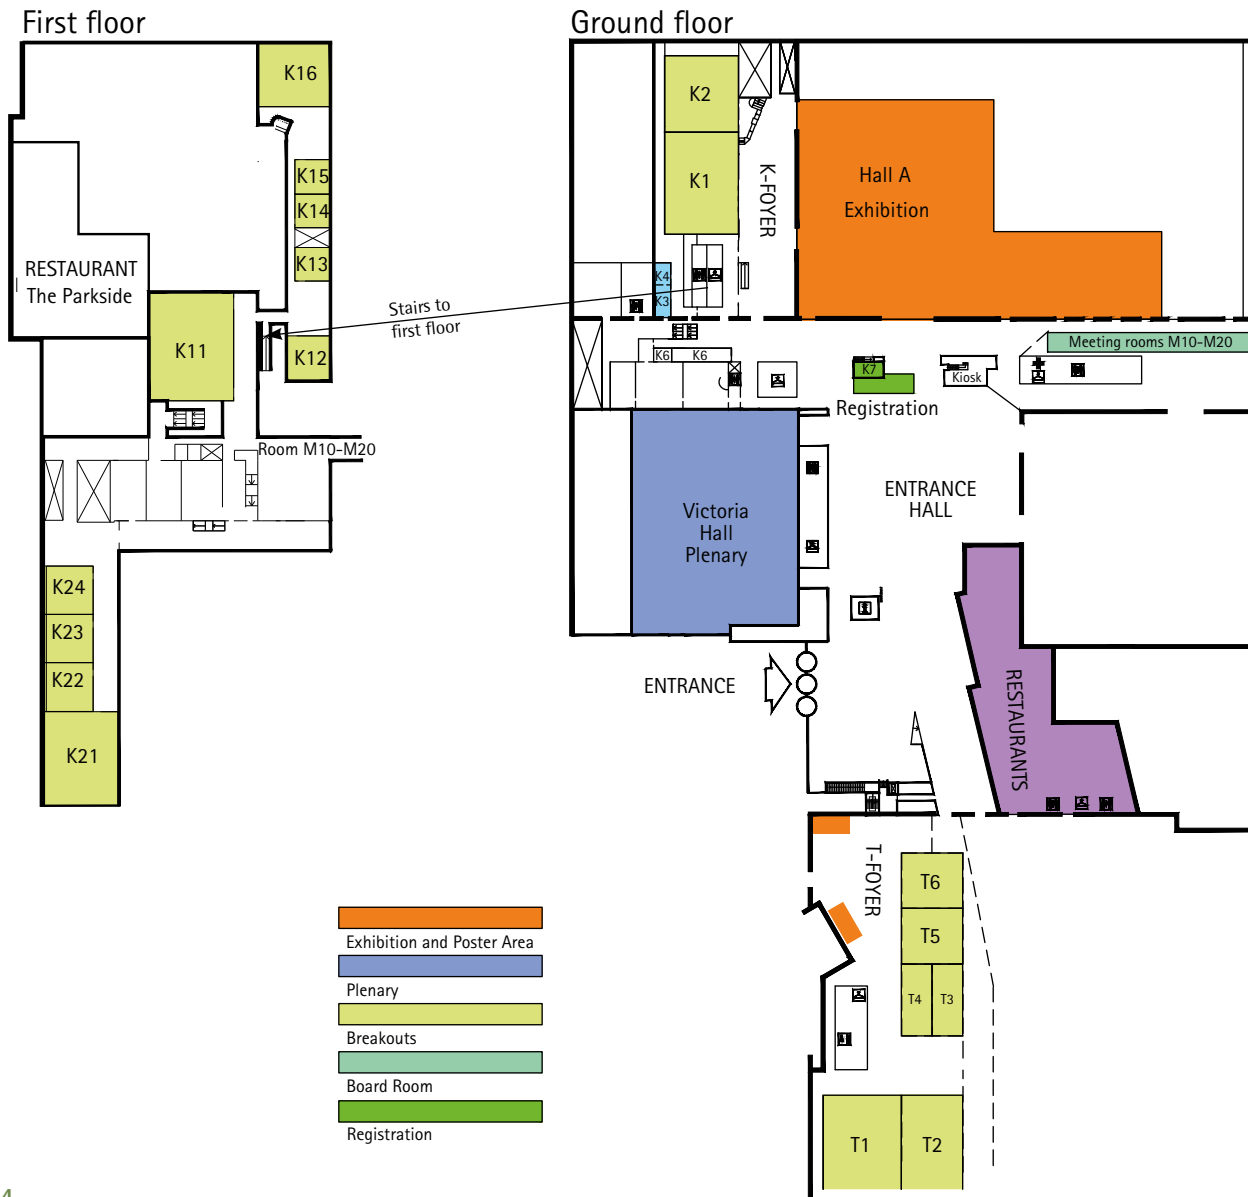 First floor
Ground floor
K16
K15
K14
K13
RESTAURANT
The Parkside
K11
K12
Stairs to
first floor
Room M10-M20
K24
K23
K22
K21
K2
K1
K-FOYER
Hall A
Exhibition
K4
K3
K6
K6
K7
Registration
Kiosk
Meeting rooms M10-M20
Victoria
Hall
Plenary
ENTRANCE
HALL
ENTRANCE
RESTAURANTS
T-FOYER
T6
T5
T4
T3
T1
T2
Exhibition and Poster Area
Plenary
Breakouts
Board Room
Registration
4